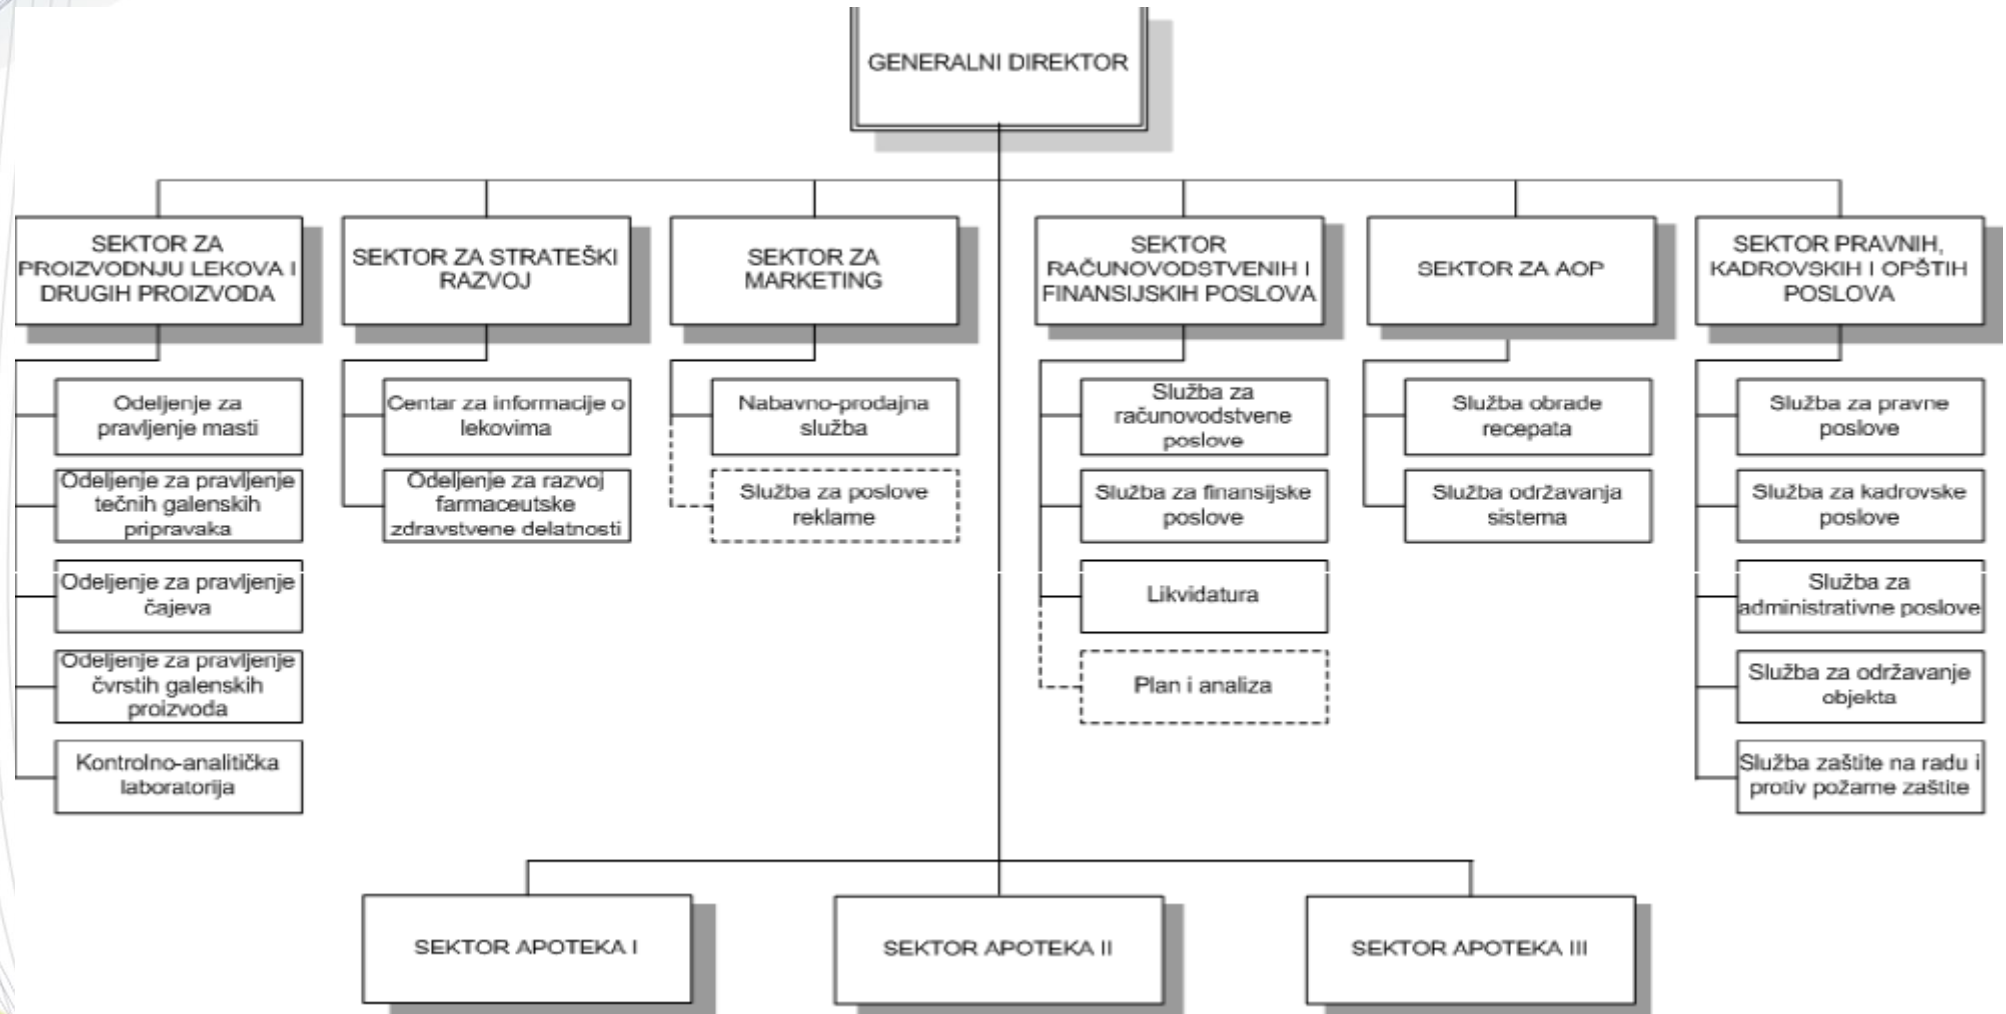 GENERALNI DIREKTOR
SEKTOR ZA
PROIZVODNJU LEKOVA I
DRUGIH PROIZVODA
SEKTOR ZA STRATEŠKI
RAZVOJ
SEKTOR ZA
MARKETING
SEKTOR
RAČUNOVODSTVENIH I
FINANSIJSKIH POSLOVA
SEKTOR ZA AOP
SEKTOR PRAVNIH,
KADROVSKIH I OPŠTIH
POSLOVA
Odeljenje za
pravljenje masti
Odeljenje za pravljenje
tečnih galenskih
pripravaka
Odeljenje za pravljenje
čajeva
Odeljenje za pravljenje
čvrstih galenskih
proizvoda
Kontrolno-analitička
laboratorija
Centar za informacije o
lekovima
Odeljenje za razvoj
farmaceutske
zdravstvene delatnosti
Nabavno-prodajna
služba
Služba za poslove
reklame
Služba za
računovodstvene
poslove
Služba za finansijske
poslove
Likvidatura
Plan i analiza
Služba obrade
recepata
Služba održavanja
sistema
Služba za pravne
poslove
Služba za kadrovske
poslove
Služba za
administrativne poslove
Služba za održavanje
objekta
Služba zaštite na radu i
protiv požarne zaštite
SEKTOR APOTEKA I
SEKTOR APOTEKA II
SEKTOR APOTEKA III